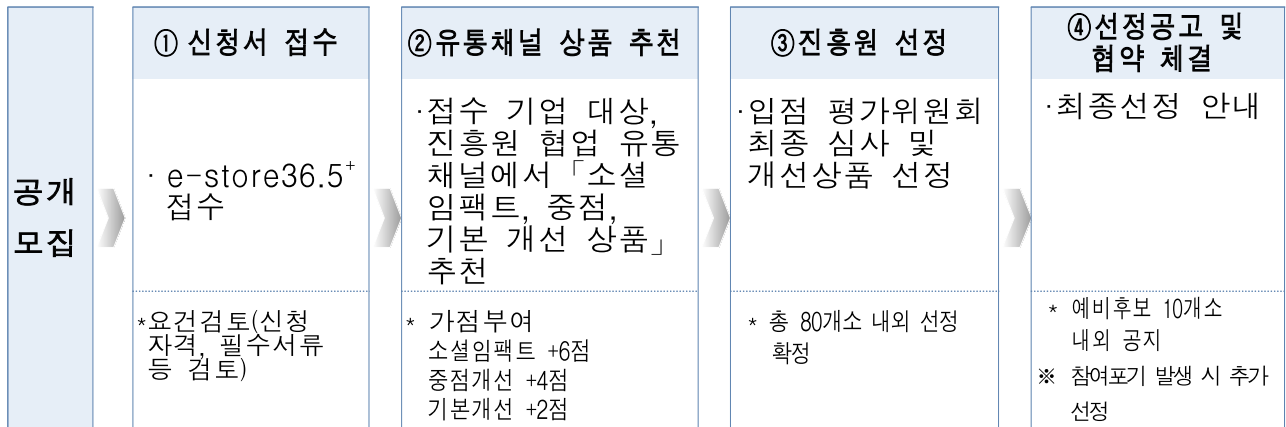 공개
모집
① 신청서 접수
· e-store36.5⁺
접수
*요건검토(신청
자격, 필수서류
등 검토)
②유통채널 상품 추천
·접수 기업 대상,
진흥원 협업 유통
채널에서 「소셜
임팩트, 중점,
기본 개선 상품」
추천
* 가점부여
소셜임팩트 +6점
중점개선 +4점
기본개선 +2점
③진흥원 선정
·입점 평가위원회
최종 심사 및
개선상품 선정
* 총 80개소 내외 선정
확정
④선정공고 및
협약 체결
·최종선정 안내
* 예비후보 10개소
내외 공지
※ 참여포기 발생 시 추가
선정